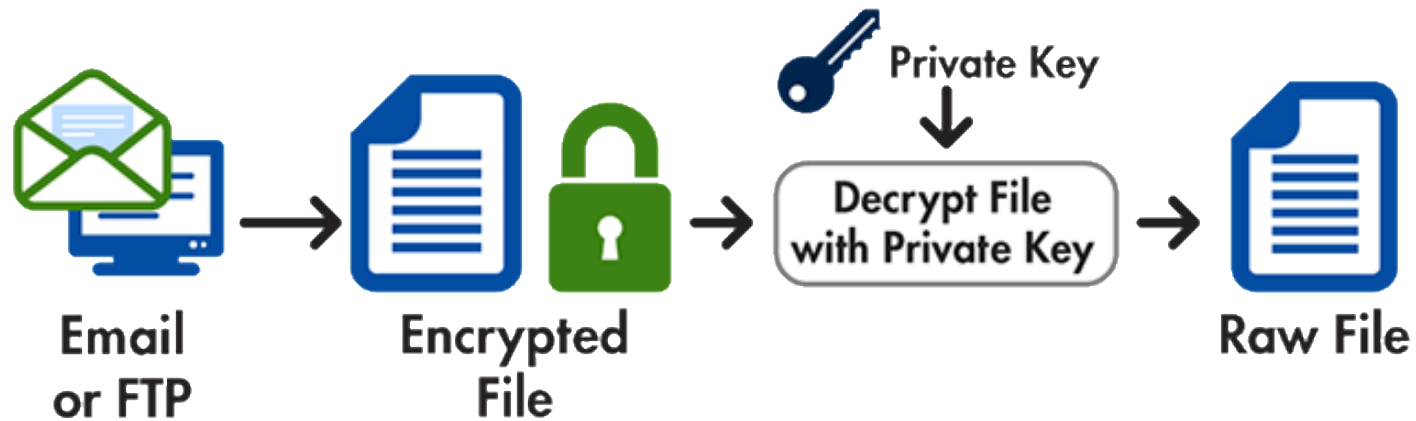 Private Key
Decrypt File
with Private Key
Email
or FTP
Encrypted
File
Raw File